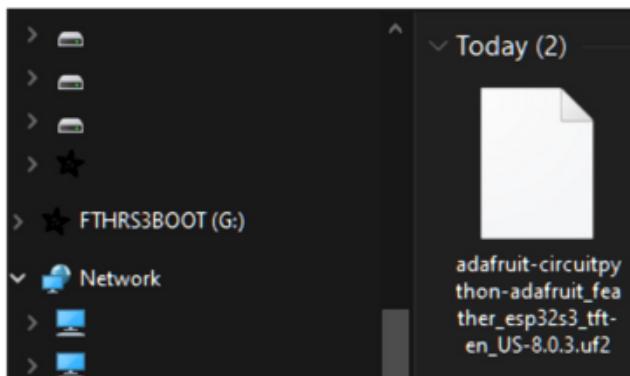 Today (2)
FTHRS3BOOT (G:)
Network
adafruit-circuitpy
thon-adafruit_fea
ther_esp32s3_tft-
en_US-8.0.3.uf2